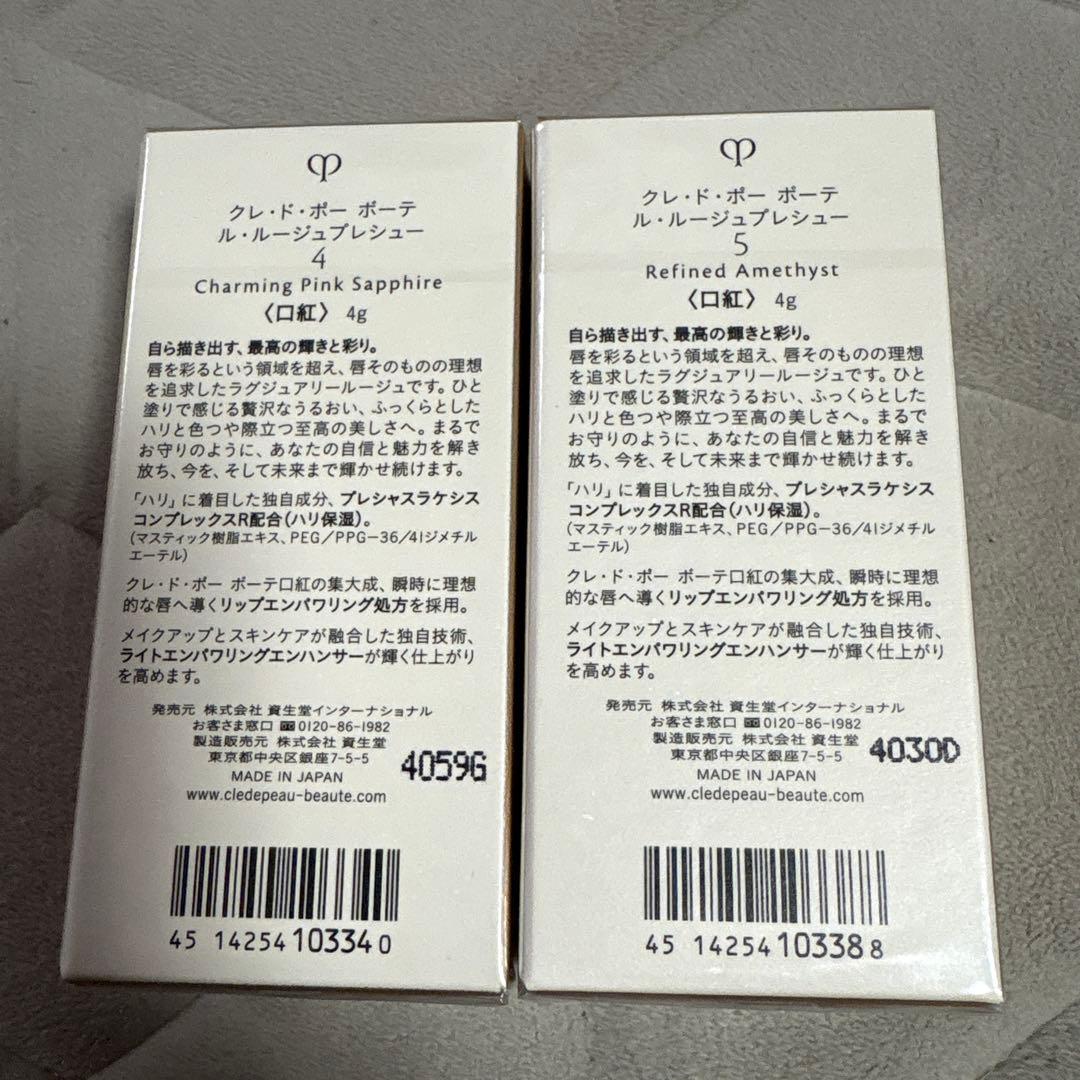 クレ・ド・ポー ボーテ
ル・ルージュプレシュー
4
Charming Pink Sapphire
〈口紅〉 4g
自ら描き出す、最高の輝きと彩り。
唇を彩るという領域を超え、唇そのものの理想
を追求したラグジュアリールージュです。ひと
塗りで感じる贅沢なうるおい、ふっくらとした
ハリと色つや際立つ至高の美しさへ。まるで
お守りのように、あなたの自信と魅力を解き
放ち、今を、そして未来まで輝かせ続けます。
「ハリ」に着目した独自成分、プレシャスラケシス
コンプレックスR配合(ハリ保湿)。
(マスティック樹脂エキス、PEG/PPG-36/41ジメチル
エーテル)
クレ・ド・ポー ボーテ口紅の集大成、瞬時に理想
的な唇へ導くリップエンパワリング処方を採用。
メイクアップとスキンケアが融合した独自技術、
ライトエンパワリングエンハンサーが輝く仕上がり
を高めます。
発売元 株式会社 資生堂インターナショナル
お客さま窓口 0120-86-1982
製造販売元 株式会社 資生堂
東京都中央区銀座7-5-5
4059G
MADE IN JAPAN
www.cledepeau-beaute.com
45 14254 10334 0
クレ・ド・ポー ボーテ
ル・ルージュプレシュー
5
Refined Amethyst
〈口紅〉 4g
自ら描き出す、最高の輝きと彩り。
唇を彩るという領域を超え、唇そのものの理想
を追求したラグジュアリールージュです。ひと
塗りで感じる贅沢なうるおい、ふっくらとした
ハリと色つや際立つ至高の美しさへ。まるで
お守りのように、あなたの自信と魅力を解き
放ち、今を、そして未来まで輝かせ続けます。
「ハリ」に着目した独自成分、プレシャスラケシス
コンプレックスR配合(ハリ保湿)。
(マスティック樹脂エキス、PEG/PPG-36/41ジメチル
エーテル)
クレ・ド・ポー ボーテ口紅の集大成、瞬時に理想
的な唇へ導くリップエンパワリング処方を採用。
メイクアップとスキンケアが融合した独自技術、
ライトエンパワリングエンハンサーが輝く仕上がり
を高めます。
発売元 株式会社 資生堂インターナショナル
お客さま窓口 0120-86-1982
製造販売元 株式会社 資生堂
東京都中央区銀座7-5-5
4030D
MADE IN JAPAN
www.cledepeau-beaute.com
45 14254 10338 8